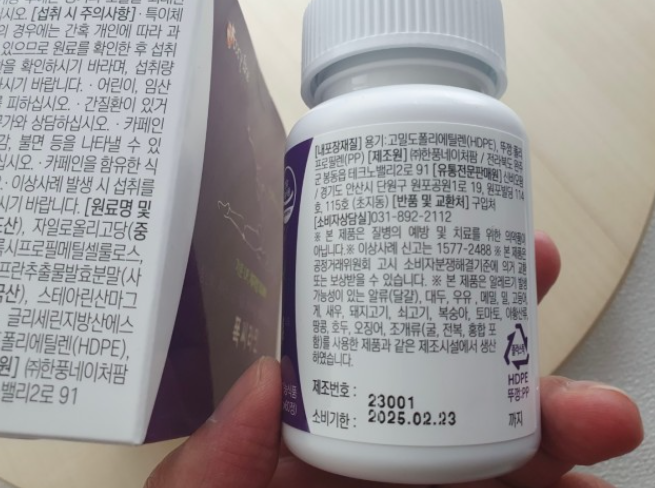 십시오. [섭취 시 주의사항] · 특이체
의 경우에는 간혹 개인에 따라 과
있으므로 원료를 확인한 후 섭취
을 확인하시기 바라며, 섭취량
시기 바랍니다. · 어린이, 임산
피하십시오. · 간질환이 있거
가와 상담하십시오. · 카페인
감, 불면 등을 나타낼 수 있
십시오. · 카페인을 함유한 식
· 이상사례 발생 시 섭취를
시기 바랍니다. [원료명 및
산), 자일로올리고당(중
록시프로필메틸셀룰로스
프란추출물발효분말(사
국산), 스테아린산마그
글리세린지방산에스
폴리에틸렌(HDPE),
원] ㈜한풍네이처팜
밸리2로 91
[내포장재질] 용기:고밀도폴리에틸렌(HDPE), 뚜껑:폴리
프로필렌(PP) [제조원] ㈜한풍네이처팜 / 전라북도 완주
군 봉동읍 테크노밸리2로 91 [유통전문판매원]
/ 경기도 안산시 단원구 원포공원1로 19, 원포빌딩 114
호, 115호 (초지동) [반품 및 교환처] 구입처
[소비자상담실]031-892-2112
※ 본 제품은 질병의 예방 및 치료를 위한 의약품이
아닙니다.※ 이상사례 신고는 1577-2488 ※ 본 제품은
공정거래위원회 고시 소비자분쟁해결기준에 의거 교환
또는 보상받을 수 있습니다. ※ 본 제품은 알레르기 발생
가능성이 있는 알류(달걀), 대두, 우유, 메밀, 밀, 고등어,
게, 새우, 돼지고기, 쇠고기, 복숭아, 토마토, 아황산류,
땅콩, 호두, 오징어, 조개류(굴, 전복, 홍합 포
함)를 사용한 제품과 같은 제조시설에서 생산
하였습니다.
제조번호 : 23001
소비기한 : 2025.02.23 까지
HDPE
뚜껑:PP